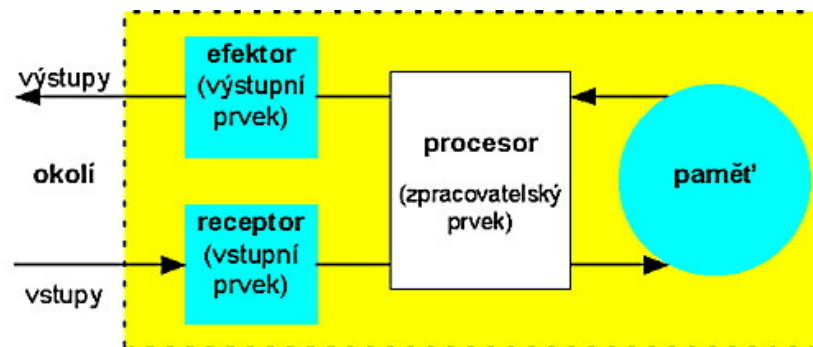 výstupy
efektor
(výstupní
prvek)
okolí
procesor
(zpracovatelský
prvek)
paměť
receptor
(vstupní
prvek)
vstupy